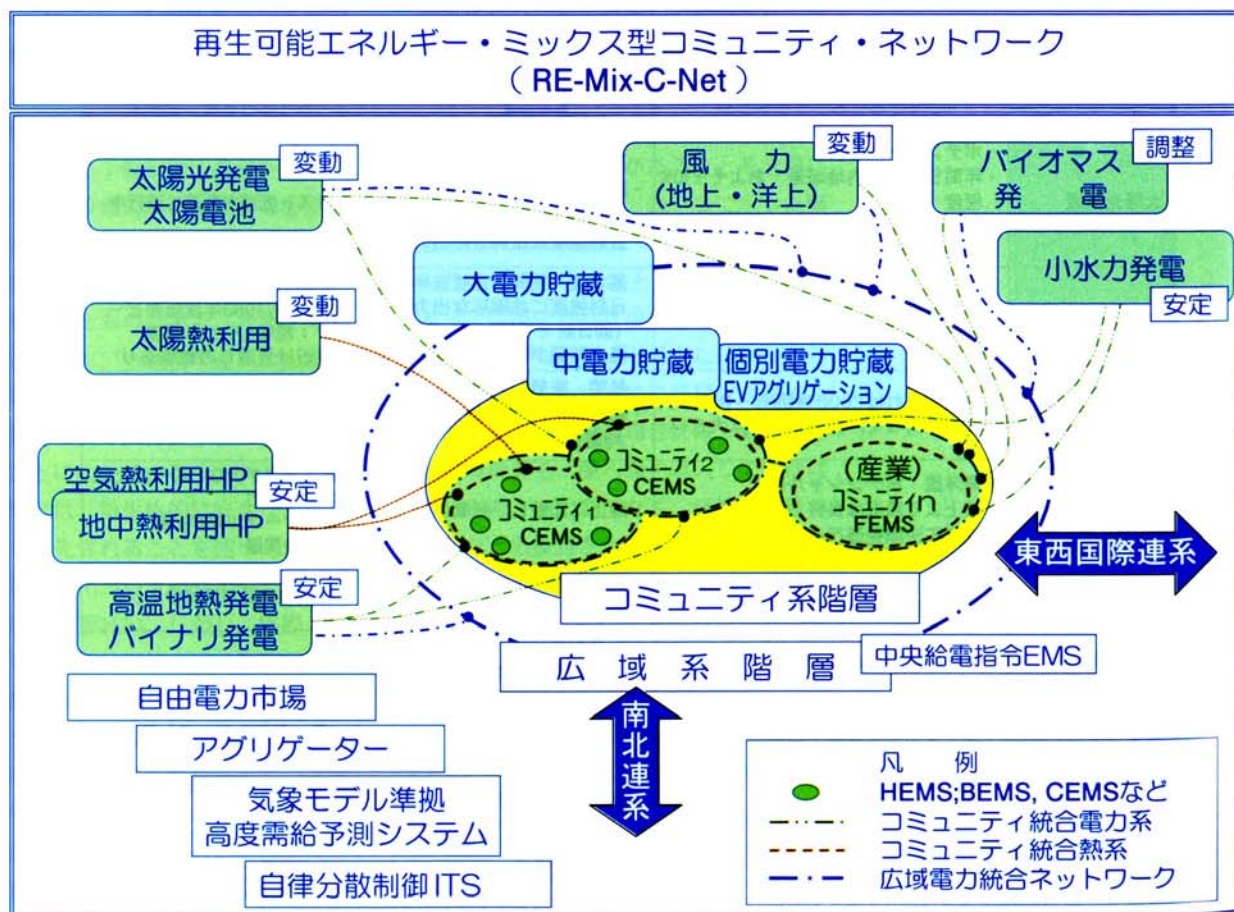 再生可能エネルギー・ミックス型コミュニティ・ネットワーク
( RE-Mix-C-Net )
太陽光発電
太陽電池
変動
風 力
(地上・洋上)
変動
バイオマス
発 電
調整
小水力発電
安定
大電力貯蔵
太陽熱利用
変動
中電力貯蔵
個別電力貯蔵
EVアグリゲーション
空気熱利用HP
地中熱利用HP
安定
コミュニティ1
CEMS
コミュニティ2
CEMS
(産業)
コミュニティn
FEMS
東西国際連系
高温地熱発電
バイナリ発電
安定
コミュニティ系階層
広 域 系 階 層
中央給電指令EMS
自由電力市場
アグリゲーター
気象モデル準拠
高度需給予測システム
自律分散制御ITS
南北連系
凡 例
HEMS;BEMS, CEMSなど
コミュニティ統合電力系
コミュニティ統合熱系
広域電力統合ネットワーク